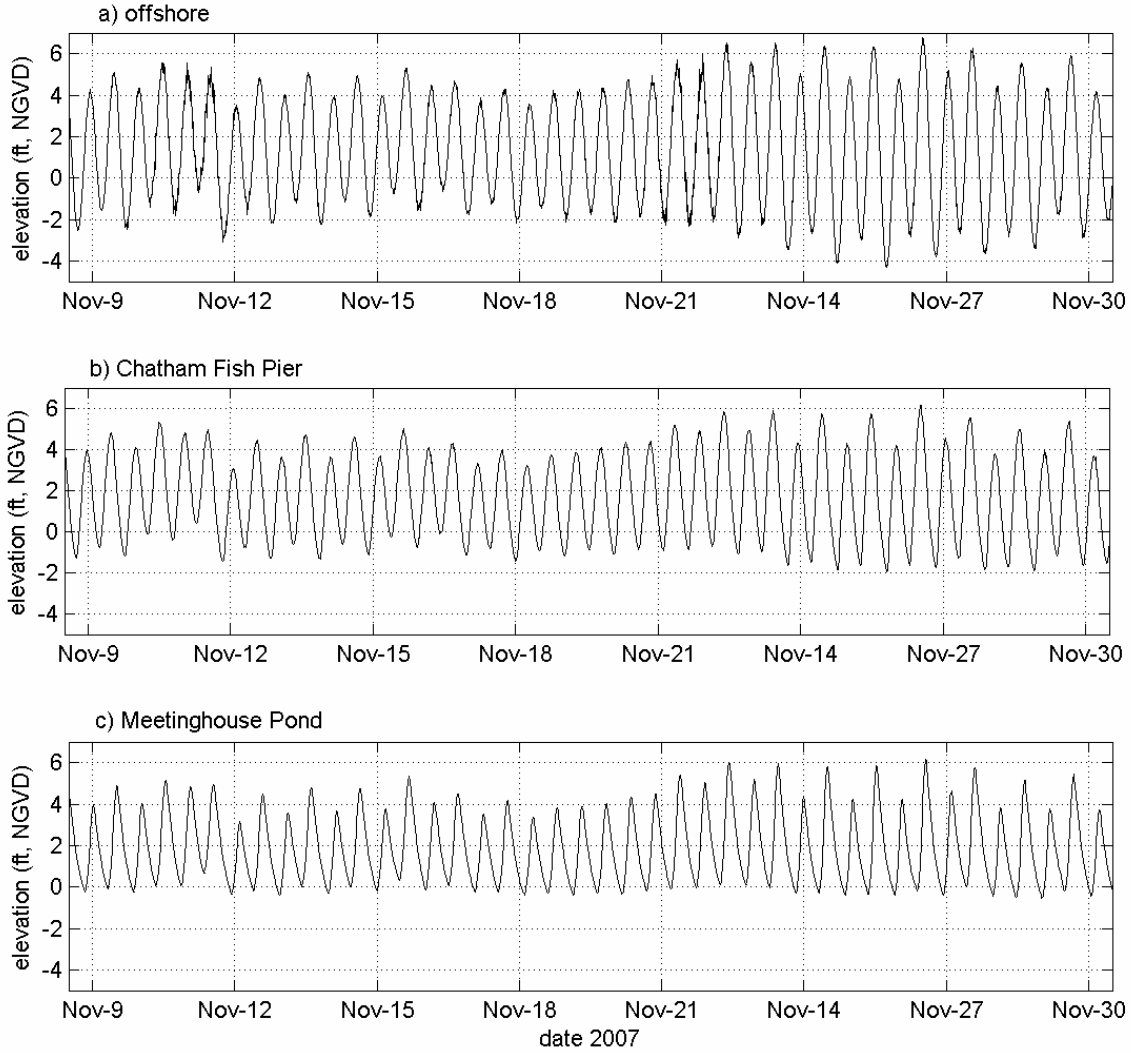 a) offshore
elevation (ft, NGVD)
6
4
2
0
-2
-4
Nov-9 Nov-12 Nov-15 Nov-18 Nov-21 Nov-14 Nov-27 Nov-30
b) Chatham Fish Pier
elevation (ft, NGVD)
6
4
2
0
-2
-4
Nov-9 Nov-12 Nov-15 Nov-18 Nov-21 Nov-14 Nov-27 Nov-30
c) Meetinghouse Pond
elevation (ft, NGVD)
6
4
2
0
-2
-4
Nov-9 Nov-12 Nov-15 Nov-18 Nov-21 Nov-14 Nov-27 Nov-30
date 2007